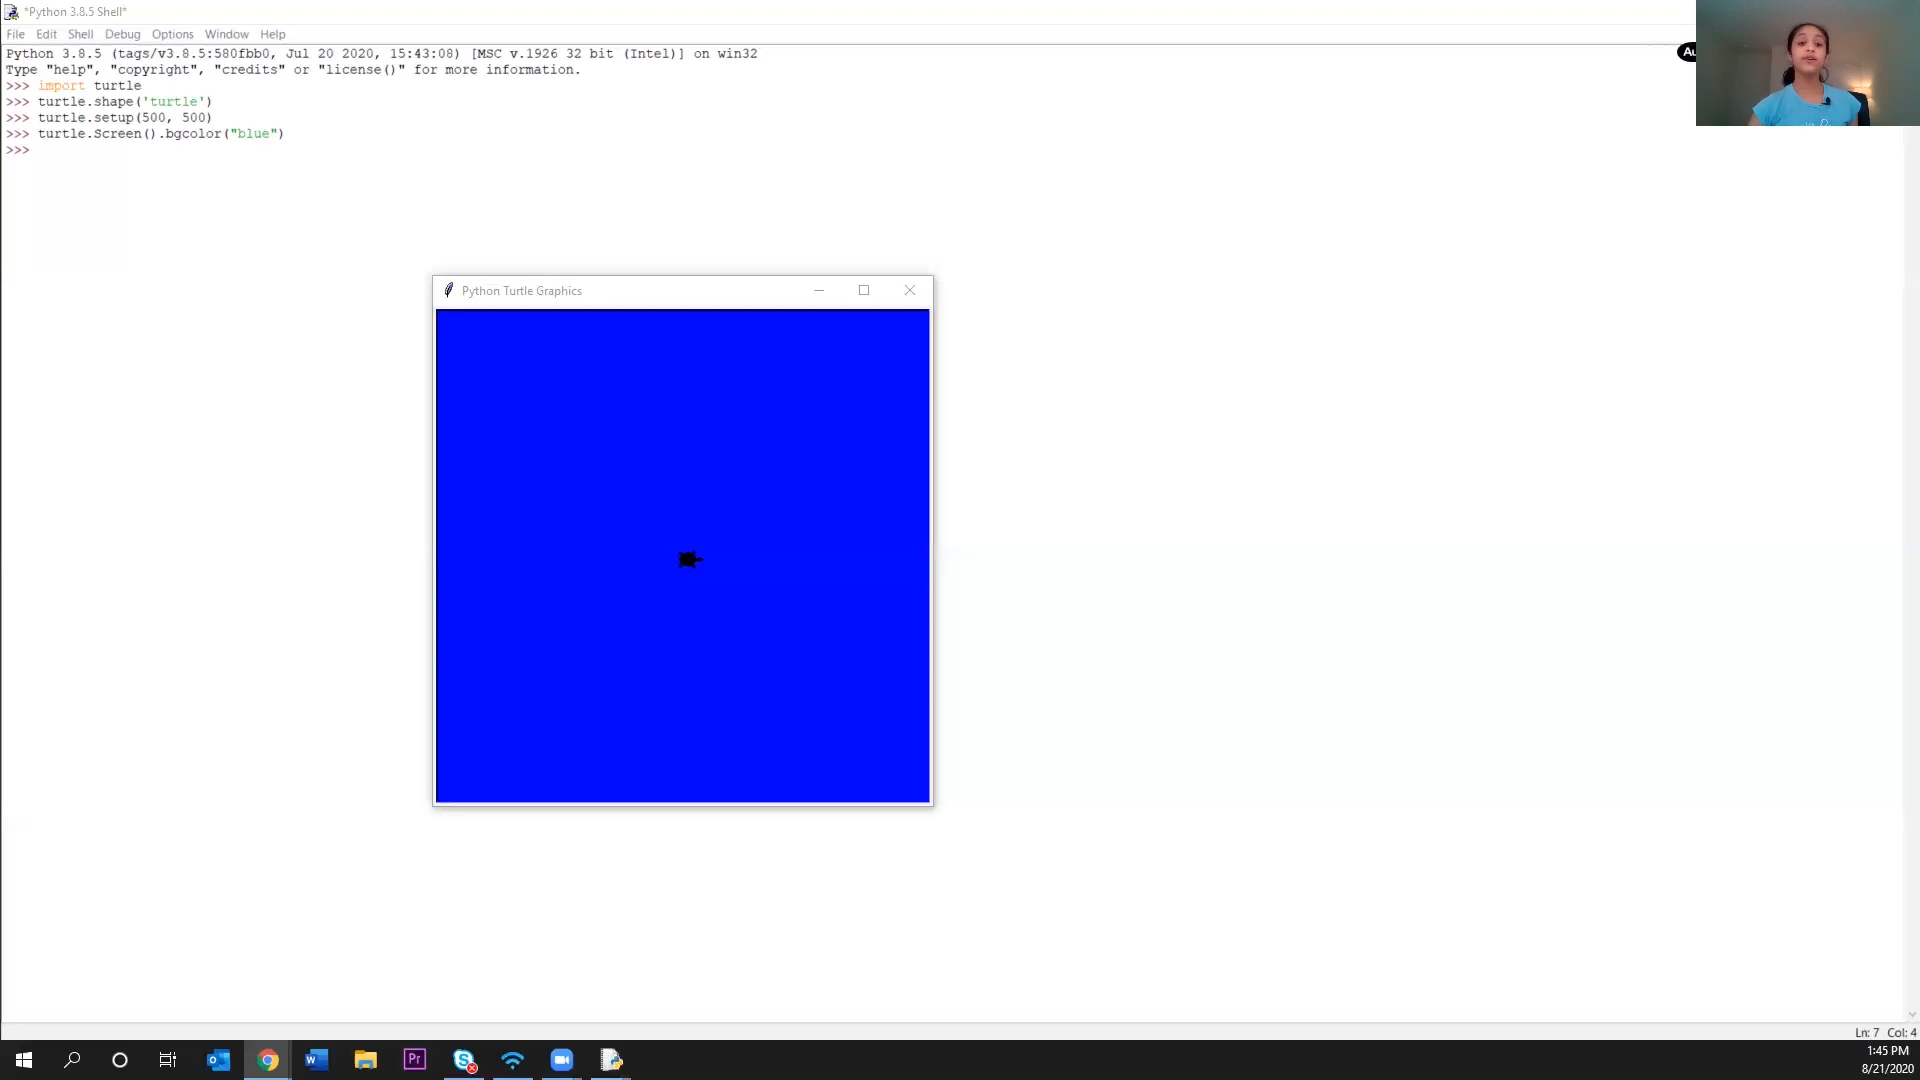 *Python 3.8.5 Shell*
File Edit Shell Debug Options Window Help
Python 3.8.5 (tags/v3.8.5:580fbb0, Jul 20 2020, 15:43:08) [MSC v.1926 32 bit (Intel)] on win32
Type "help", "copyright", "credits" or "license()" for more information.
>>> import turtle
>>> turtle.shape('turtle')
>>> turtle.setup(500, 500)
>>> turtle.Screen().bgcolor("blue")
>>>
Python Turtle Graphics
Ln: 7 Col: 4
Pr
1:45 PM
8/21/2020